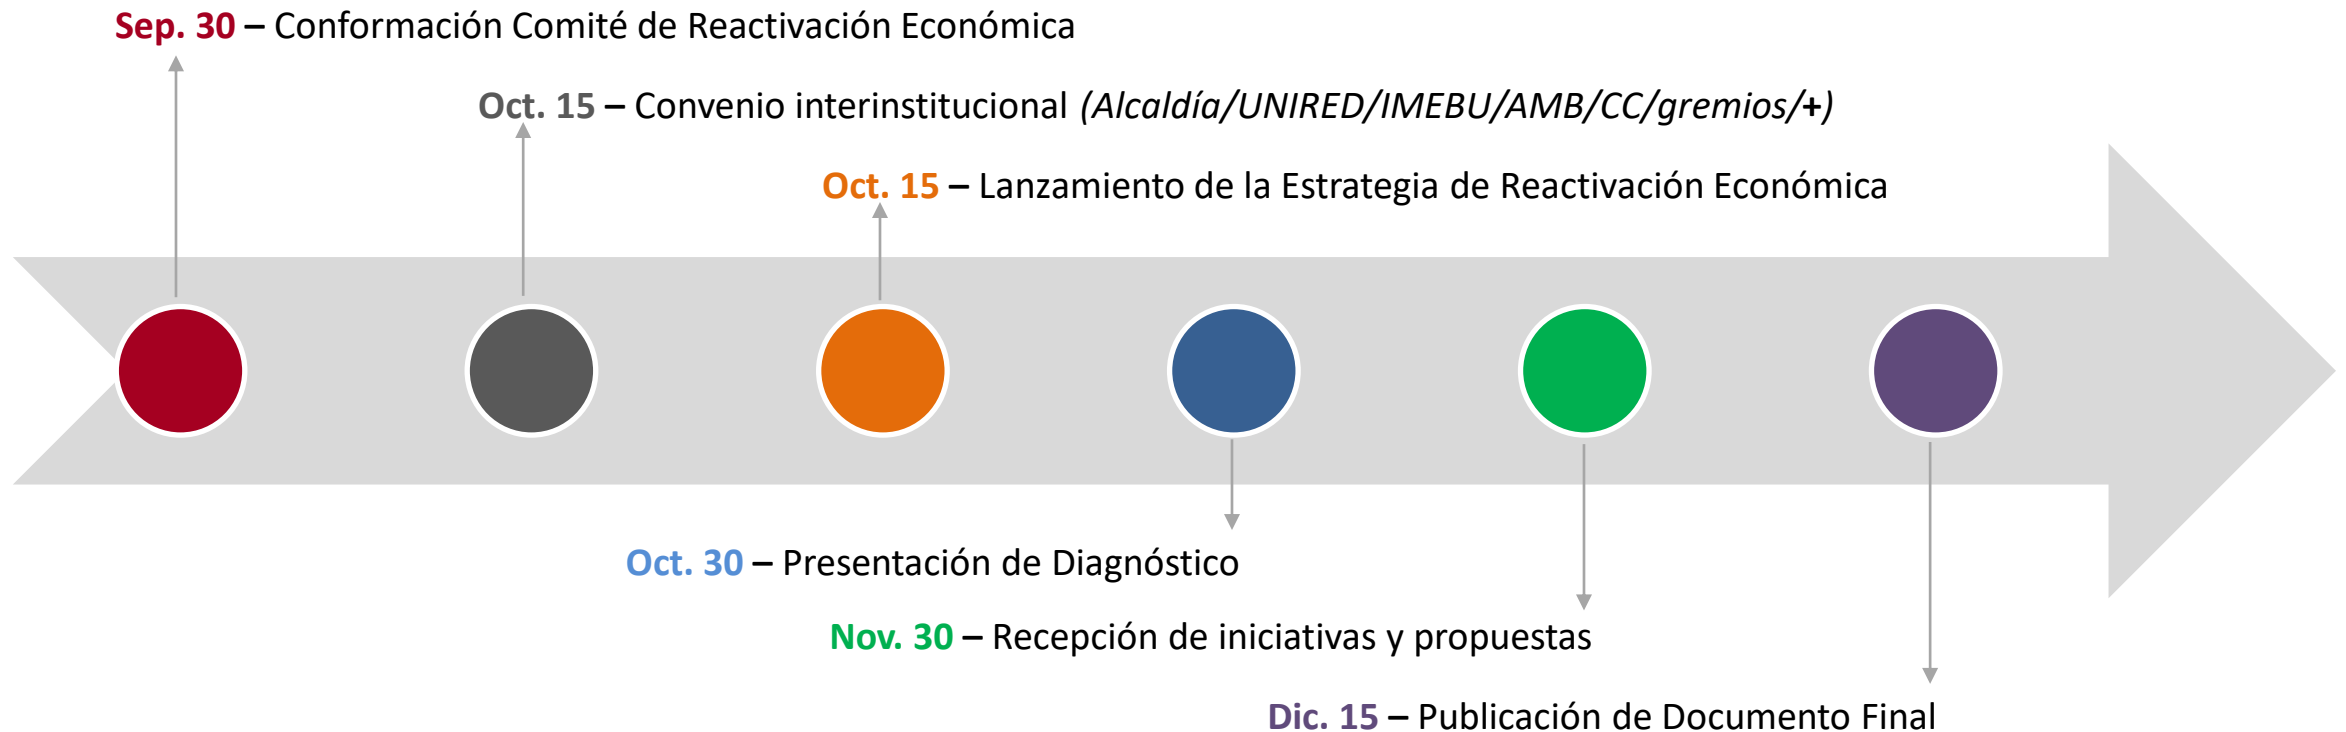 Sep. 30 – Conformación Comité de Reactivación Económica
Oct. 15 – Convenio interinstitucional (Alcaldía/UNIRED/IMEBU/AMB/CC/gremios/+)
Oct. 15 – Lanzamiento de la Estrategia de Reactivación Económica
Oct. 30 – Presentación de Diagnóstico
Nov. 30 – Recepción de iniciativas y propuestas
Dic. 15 – Publicación de Documento Final